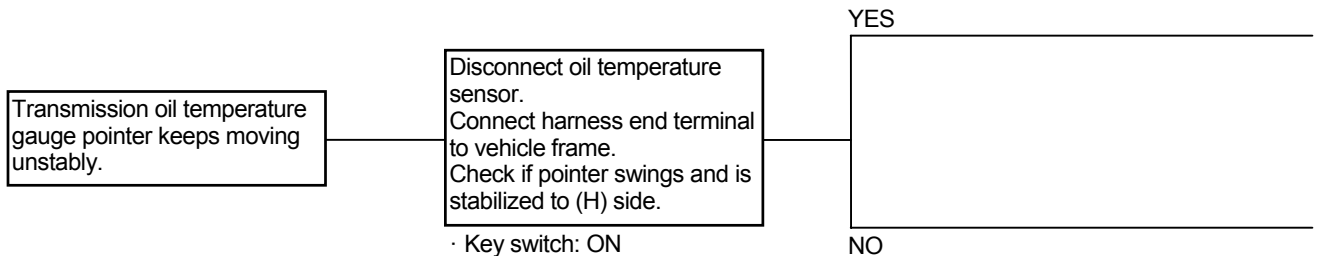 YES
Transmission oil temperature
gauge pointer keeps moving
unstably.
Disconnect oil temperature
sensor.
Connect harness end terminal
to vehicle frame.
Check if pointer swings and is
stabilized to (H) side.
· Key switch: ON
NO